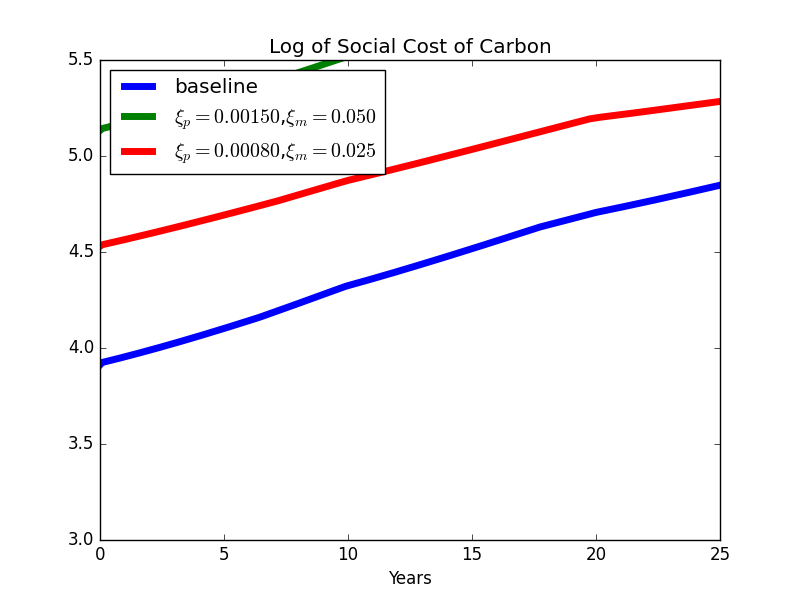 Log of Social Cost of Carbon
5.5
5.0
4.5
4.0
3.5
3.0
baseline
ξₚ = 0.00150,ξₘ = 0.050
ξₚ = 0.00080,ξₘ = 0.025
0 5 10 15 20 25
Years